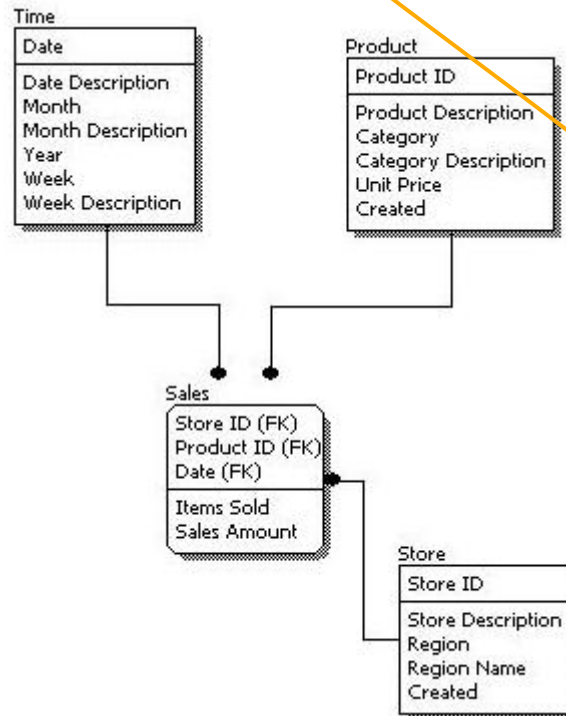 Time
Date
Date Description
Month
Month Description
Year
Week
Week Description
Product
Product ID
Product Description
Category
Category Description
Unit Price
Created
Sales
Store ID (FK)
Product ID (FK)
Date (FK)
Items Sold
Sales Amount
Store
Store ID
Store Description
Region
Region Name
Created